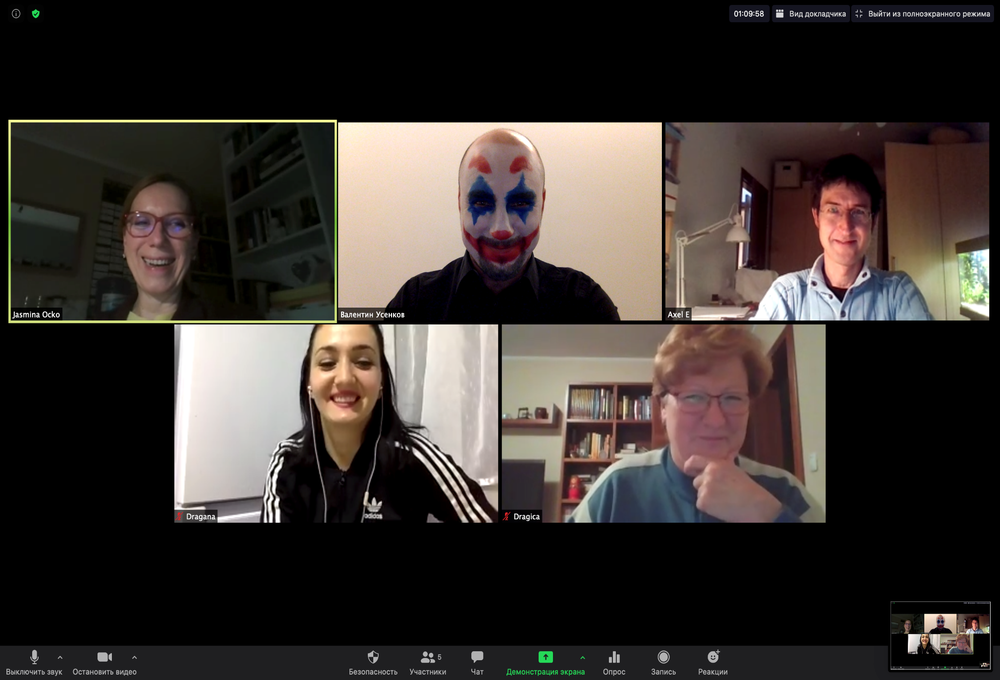 01:09:58
Вид докладчика
Выйти из полноэкранного режима
Jasmina Ocko
Валентин Усенков
Axel E
adidas
Dragana
Dragica
Выключить звук
Остановить видео
Безопасность
Участники
5
Чат
Демонстрация экрана
Опрос
Запись
Реакции